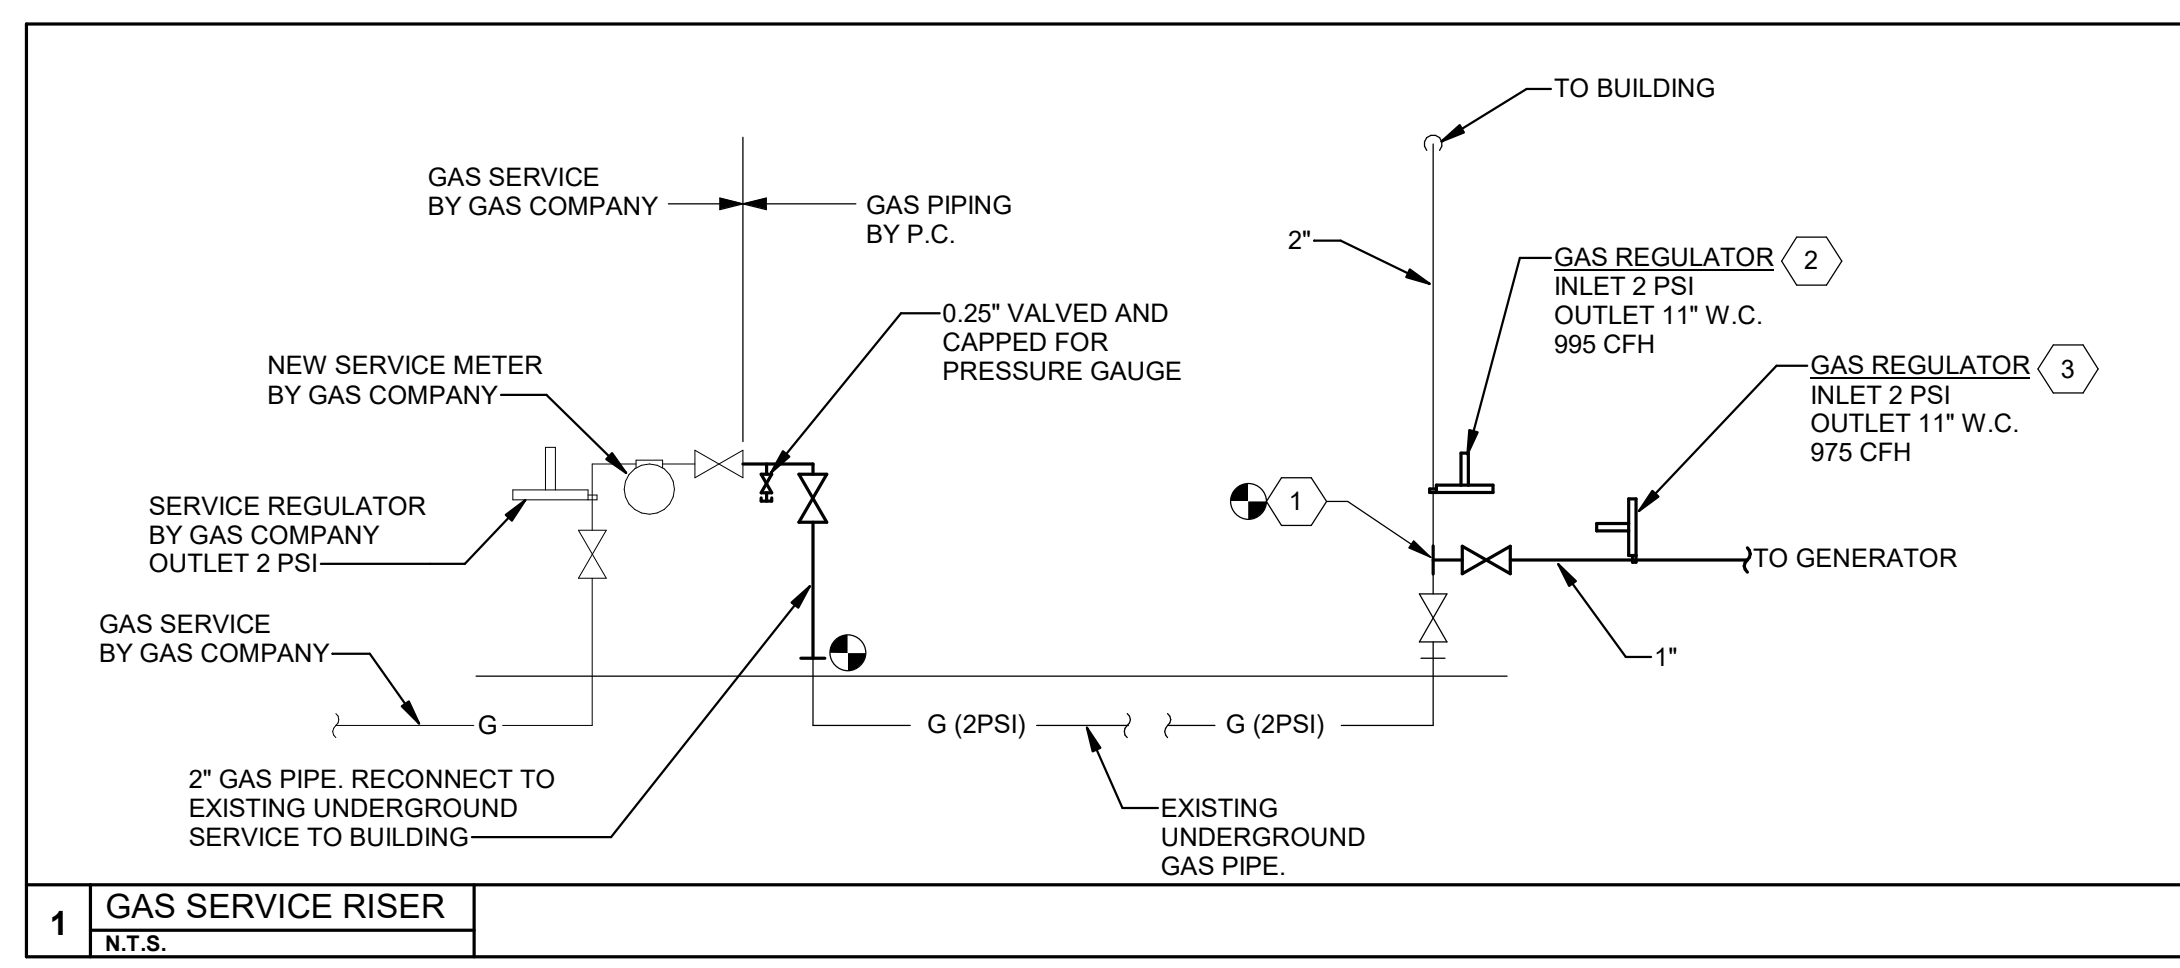 TO BUILDING
GAS SERVICE
BY GAS COMPANY
GAS PIPING
BY P.C.
2"
GAS REGULATOR 2
INLET 2 PSI
OUTLET 11" W.C.
995 CFH
0.25" VALVED AND
CAPPED FOR
PRESSURE GAUGE
NEW SERVICE METER
BY GAS COMPANY
GAS REGULATOR 3
INLET 2 PSI
OUTLET 11" W.C.
975 CFH
SERVICE REGULATOR
BY GAS COMPANY
OUTLET 2 PSI
1
TO GENERATOR
GAS SERVICE
BY GAS COMPANY
1"
G
G (2PSI)
G (2PSI)
2" GAS PIPE. RECONNECT TO
EXISTING UNDERGROUND
SERVICE TO BUILDING
EXISTING
UNDERGROUND
GAS PIPE.
1
GAS SERVICE RISER
N.T.S.